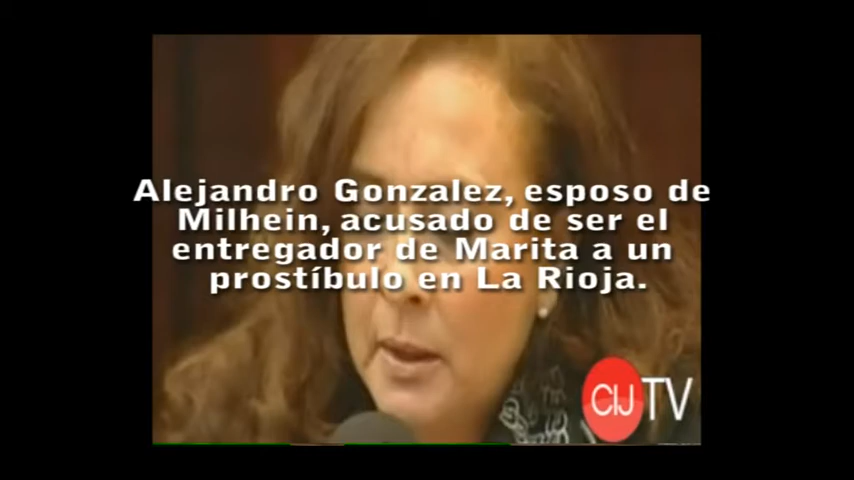 Alejandro Gonzalez, esposo de
Milhein, acusado de ser el
entregador de Marita a un
prostíbulo en La Rioja.
CIJ TV